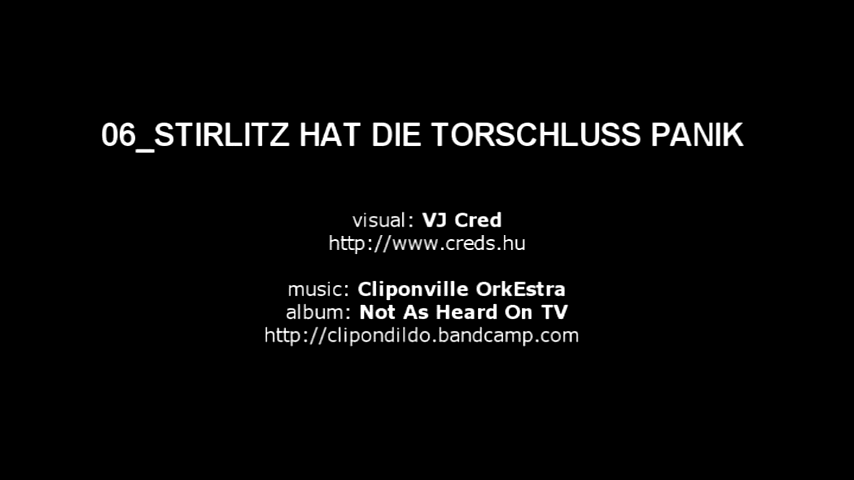 06_STIRLITZ HAT DIE TORSCHLUSS PANIK
visual: VJ Cred
http://www.creds.hu
music: Cliponville OrkEstra
album: Not As Heard On TV
http://clipondildo.bandcamp.com